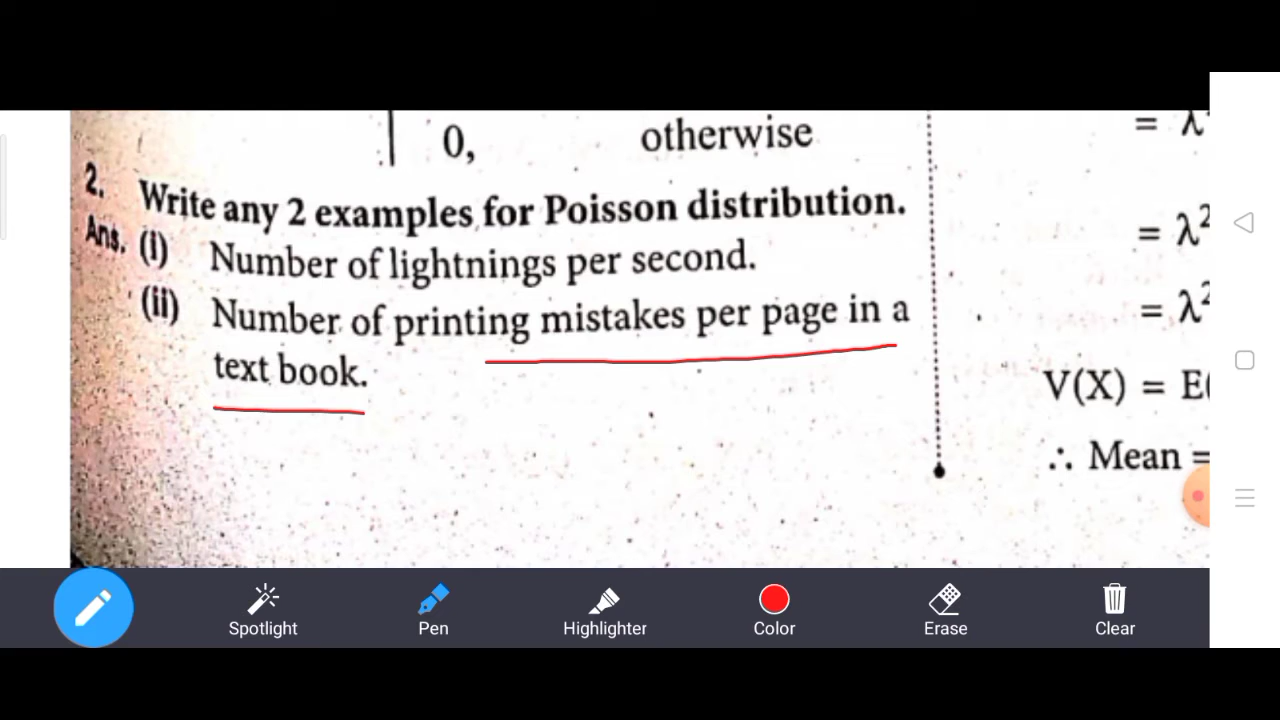 0,
otherwise
= λ
2. Write any 2 examples for Poisson distribution.
Ans. (i) Number of lightnings per second.
(ii) Number of printing mistakes per page in a
text book.
= λ²
= λ²
V(X) = E(
∴ Mean =
Spotlight
Pen
Highlighter
Color
Erase
Clear